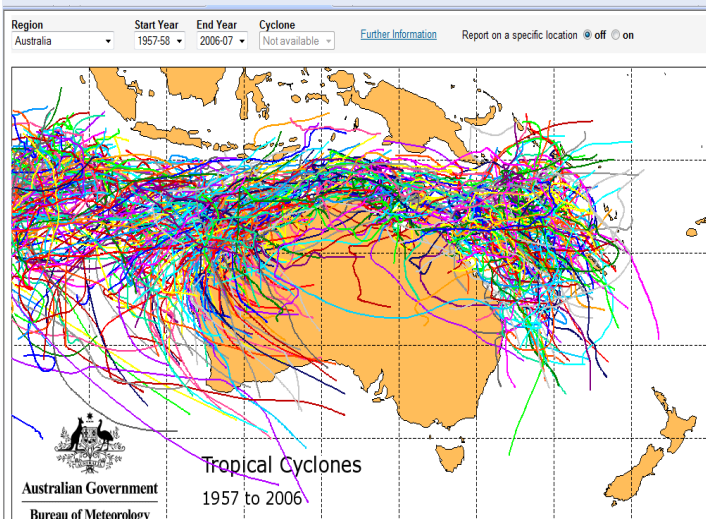 Region Start Year End Year Cyclone
Australia 1957-58 2006-07 Not available Further Information Report on a specific location off on
Tropical Cyclones
1957 to 2006
Australian Government
Bureau of Meteorology